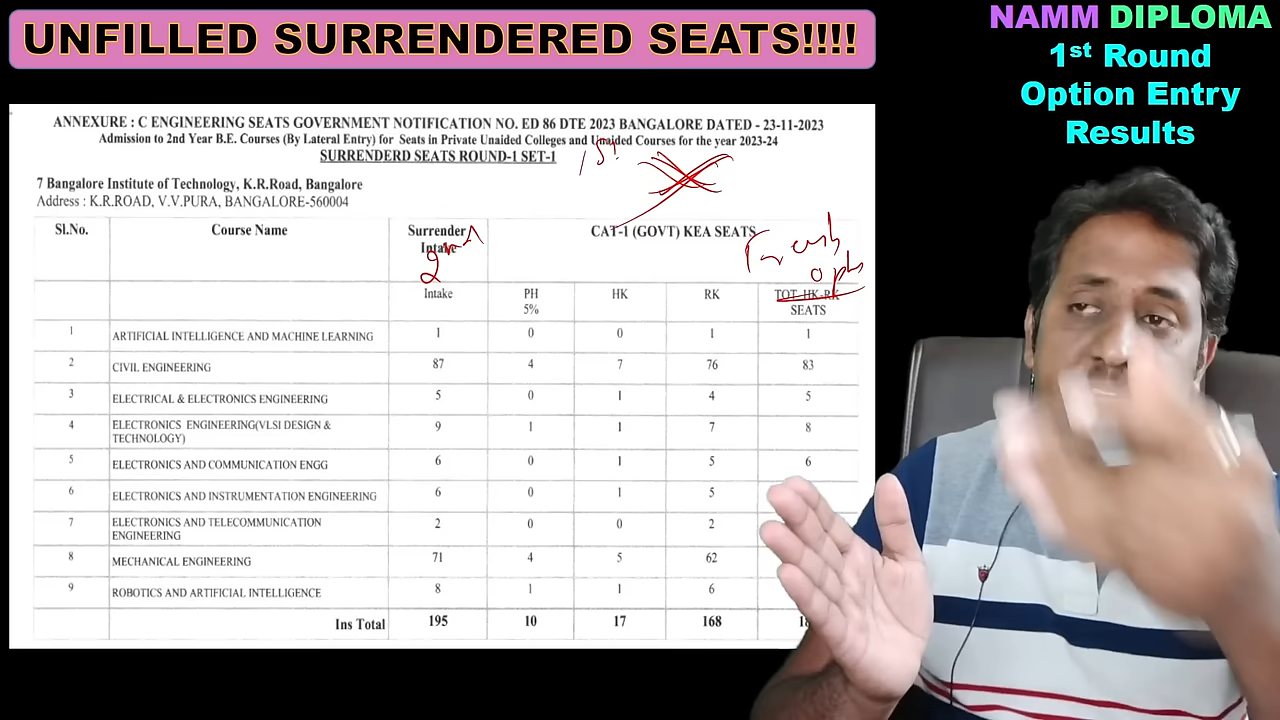 UNFILLED SURRENDERED SEATS!!!!
NAMM DIPLOMA
1st Round
Option Entry
Results
ANNEXURE : C ENGINEERING SEATS GOVERNMENT NOTIFICATION NO. ED 86 DTE 2023 BANGALORE DATED - 23-11-2023
Admission to 2nd Year B.E. Courses (By Lateral Entry) for Seats in Private Unaided Colleges and Unaided Courses for the year 2023-24
SURRENDERD SEATS ROUND-1 SET-1
1st
7 Bangalore Institute of Technology, K.R.Road, Bangalore
Address : K.R.ROAD, V.V.PURA, BANGALORE-560004
Sl.No. Course Name Surrender Intake CAT-1 (GOVT) KEA SEATS
2nd
Intake PH 5% HK RK TOT-HK-RK SEATS
1 ARTIFICIAL INTELLIGENCE AND MACHINE LEARNING 1 0 0 1 1
2 CIVIL ENGINEERING 87 4 7 76 83
3 ELECTRICAL & ELECTRONICS ENGINEERING 5 0 1 4 5
4 ELECTRONICS ENGINEERING(VLSI DESIGN & TECHNOLOGY) 9 1 1 7 8
5 ELECTRONICS AND COMMUNICATION ENGG 6 0 1 5 6
6 ELECTRONICS AND INSTRUMENTATION ENGINEERING 6 0 1 5
7 ELECTRONICS AND TELECOMMUNICATION ENGINEERING 2 0 0 2
8 MECHANICAL ENGINEERING 71 4 5 62
9 ROBOTICS AND ARTIFICIAL INTELLIGENCE 8 1 1 6
Ins Total 195 10 17 168